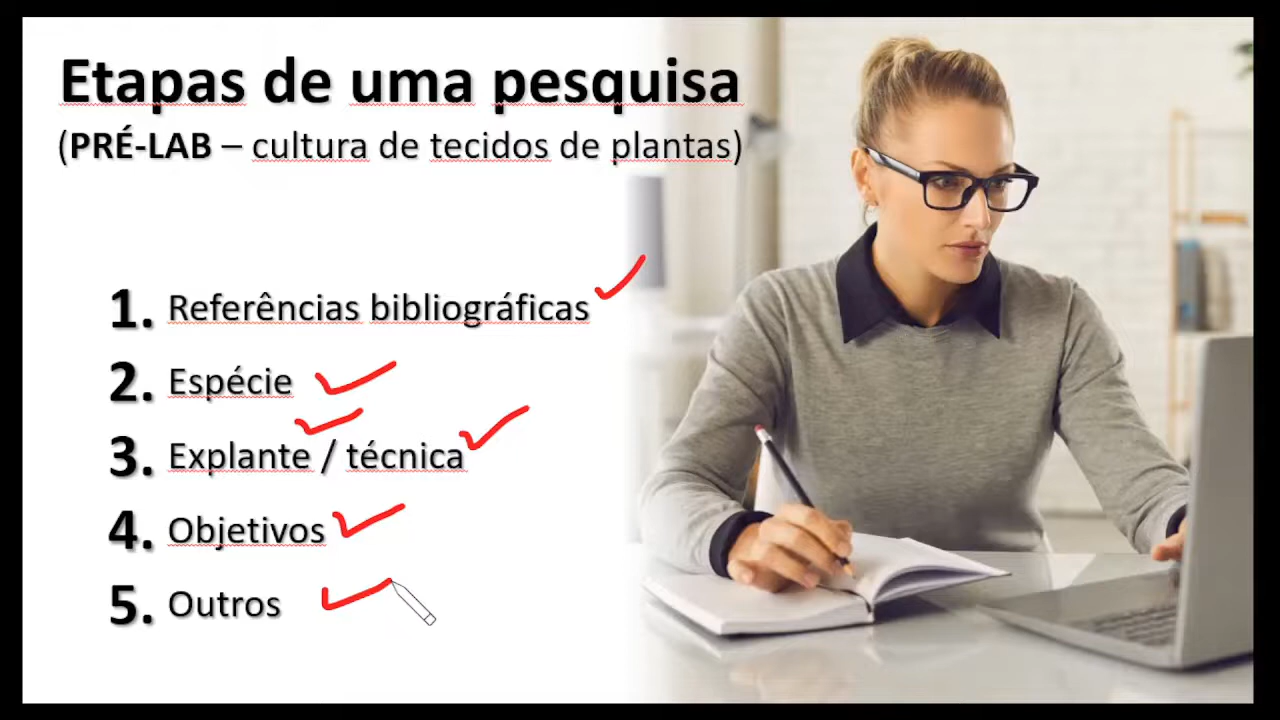 Etapas de uma pesquisa
(PRÉ-LAB – cultura de tecidos de plantas)
1. Referências bibliográficas
2. Espécie
3. Explante / técnica
4. Objetivos
5. Outros